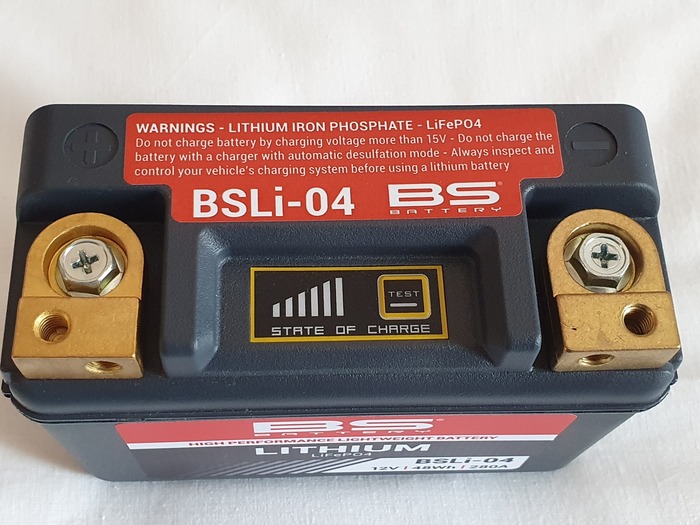 WARNINGS - LITHIUM IRON PHOSPHATE - LiFePO4
Do not charge battery by charging voltage more than 15V - Do not charge the
battery with a charger with automatic desulfation mode - Always inspect and
control your vehicle's charging system before using a lithium battery
BSLi-04 BS
BATTERY
TEST
STATE OF CHARGE
BS
BATTERY
HIGH PERFORMANCE LIGHTWEIGHT BATTERY
LITHIUM
LiFePO4
BSLi-04
12V | 48Wh | 280A